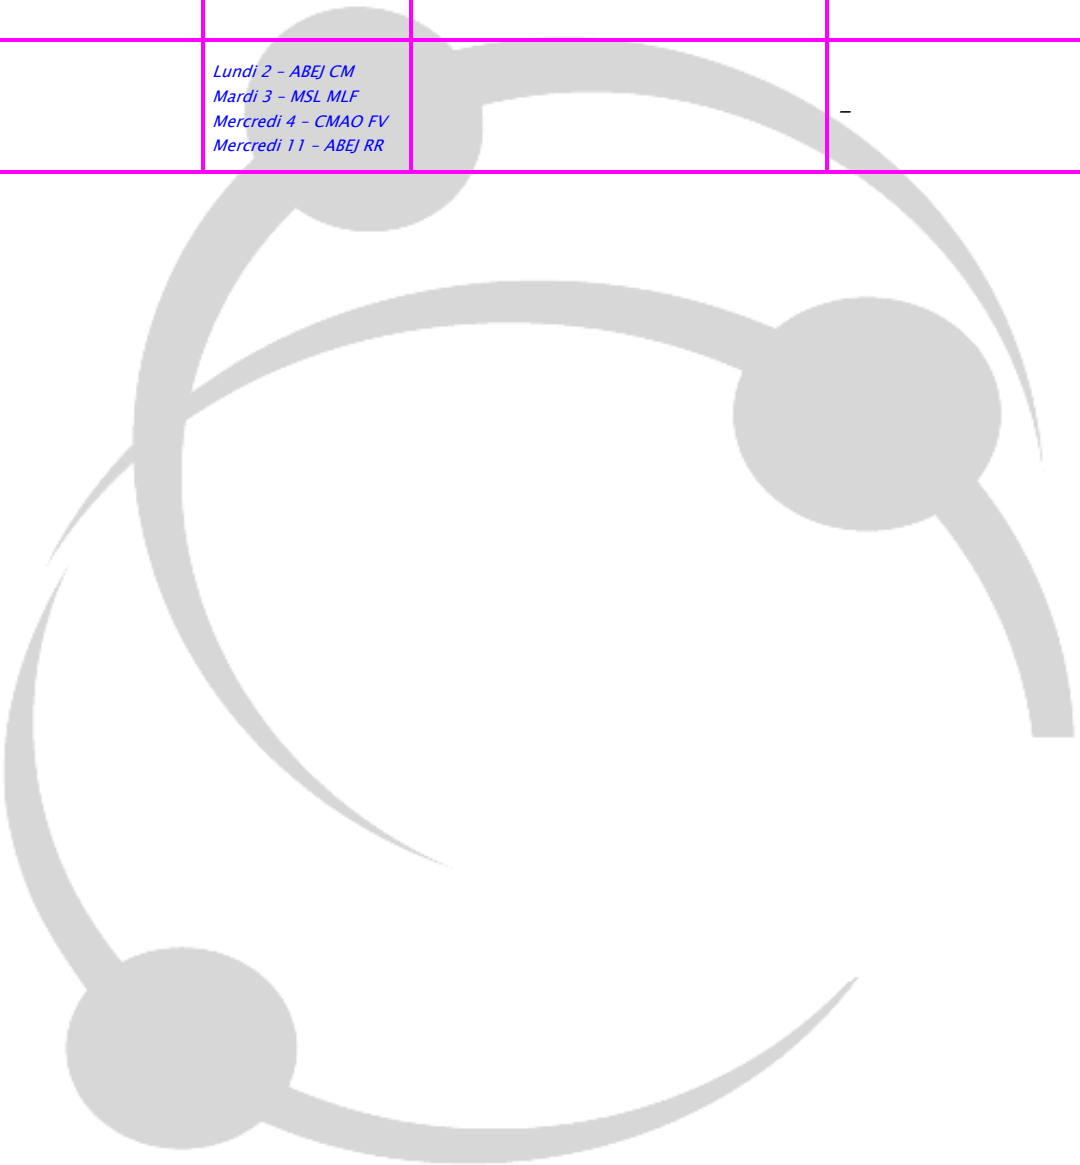 Lundi 2 – ABEJ CM
Mardi 3 – MSL MLF
Mercredi 4 – CMAO FV
–
Mercredi 11 – ABEJ RR